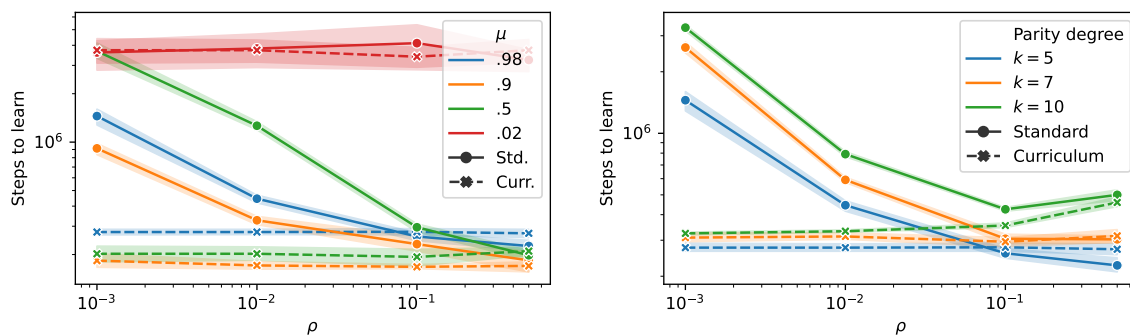 Steps to learn
10^6
10^{-3}
10^{-2}
10^{-1}
ρ
μ
.98
.9
.5
.02
Std.
Curr.
Steps to learn
10^6
10^{-3}
10^{-2}
10^{-1}
ρ
Parity degree
k = 5
k = 7
k = 10
Standard
Curriculum